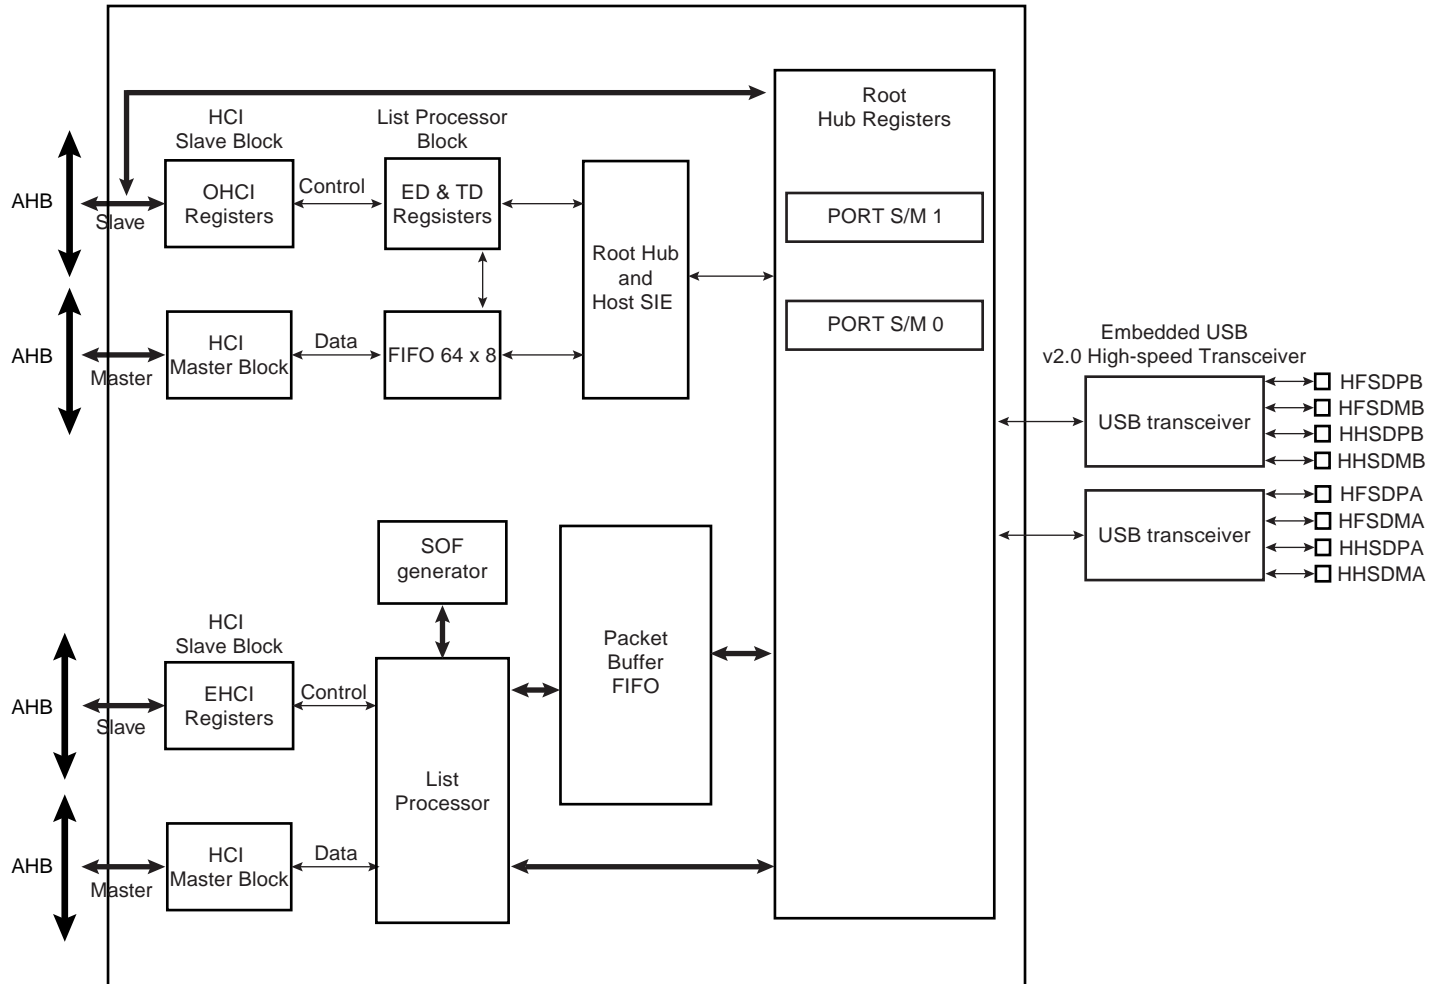 Root
Hub Registers
HCI
Slave Block
List Processor
Block
AHB
Slave
OHCI
Registers
Control
ED & TD
Regsisters
PORT S/M 1
Root Hub
and
Host SIE
PORT S/M 0
AHB
Master
HCI
Master Block
Data
FIFO 64 x 8
Embedded USB
v2.0 High-speed Transceiver
USB transceiver
HFSDPB
HFSDMB
HHSDPB
HHSDMB
USB transceiver
HFSDPA
HFSDMA
HHSDPA
HHSDMA
SOF
generator
Packet
Buffer
FIFO
HCI
Slave Block
AHB
Slave
EHCI
Registers
Control
List
Processor
AHB
Master
HCI
Master Block
Data